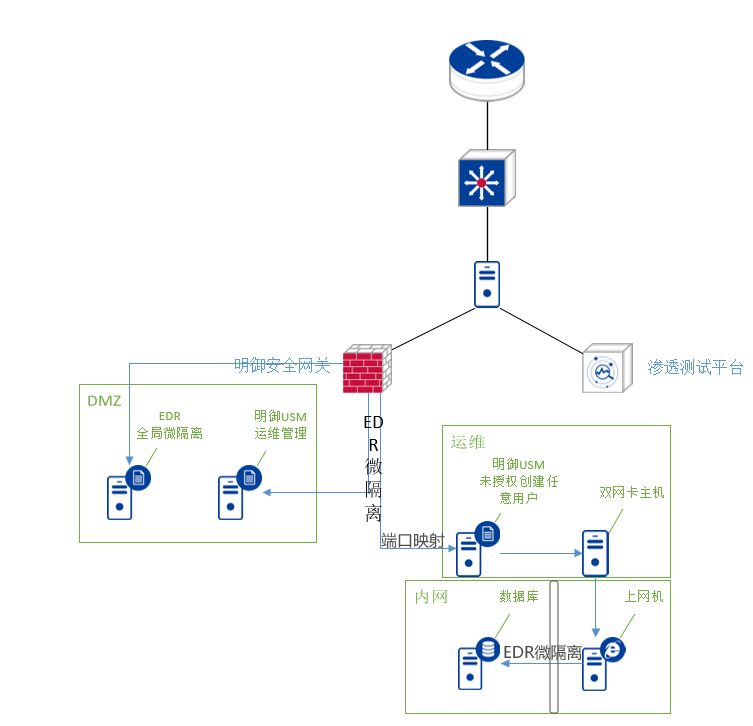 明御安全网关
渗透测试平台
DMZ
EDR
全局微隔离
明御USM
运维管理
ED
R
微
隔
离
端口映射
运维
明御USM
未授权创建任
意用户
双网卡主机
内网
数据库
上网机
EDR微隔离